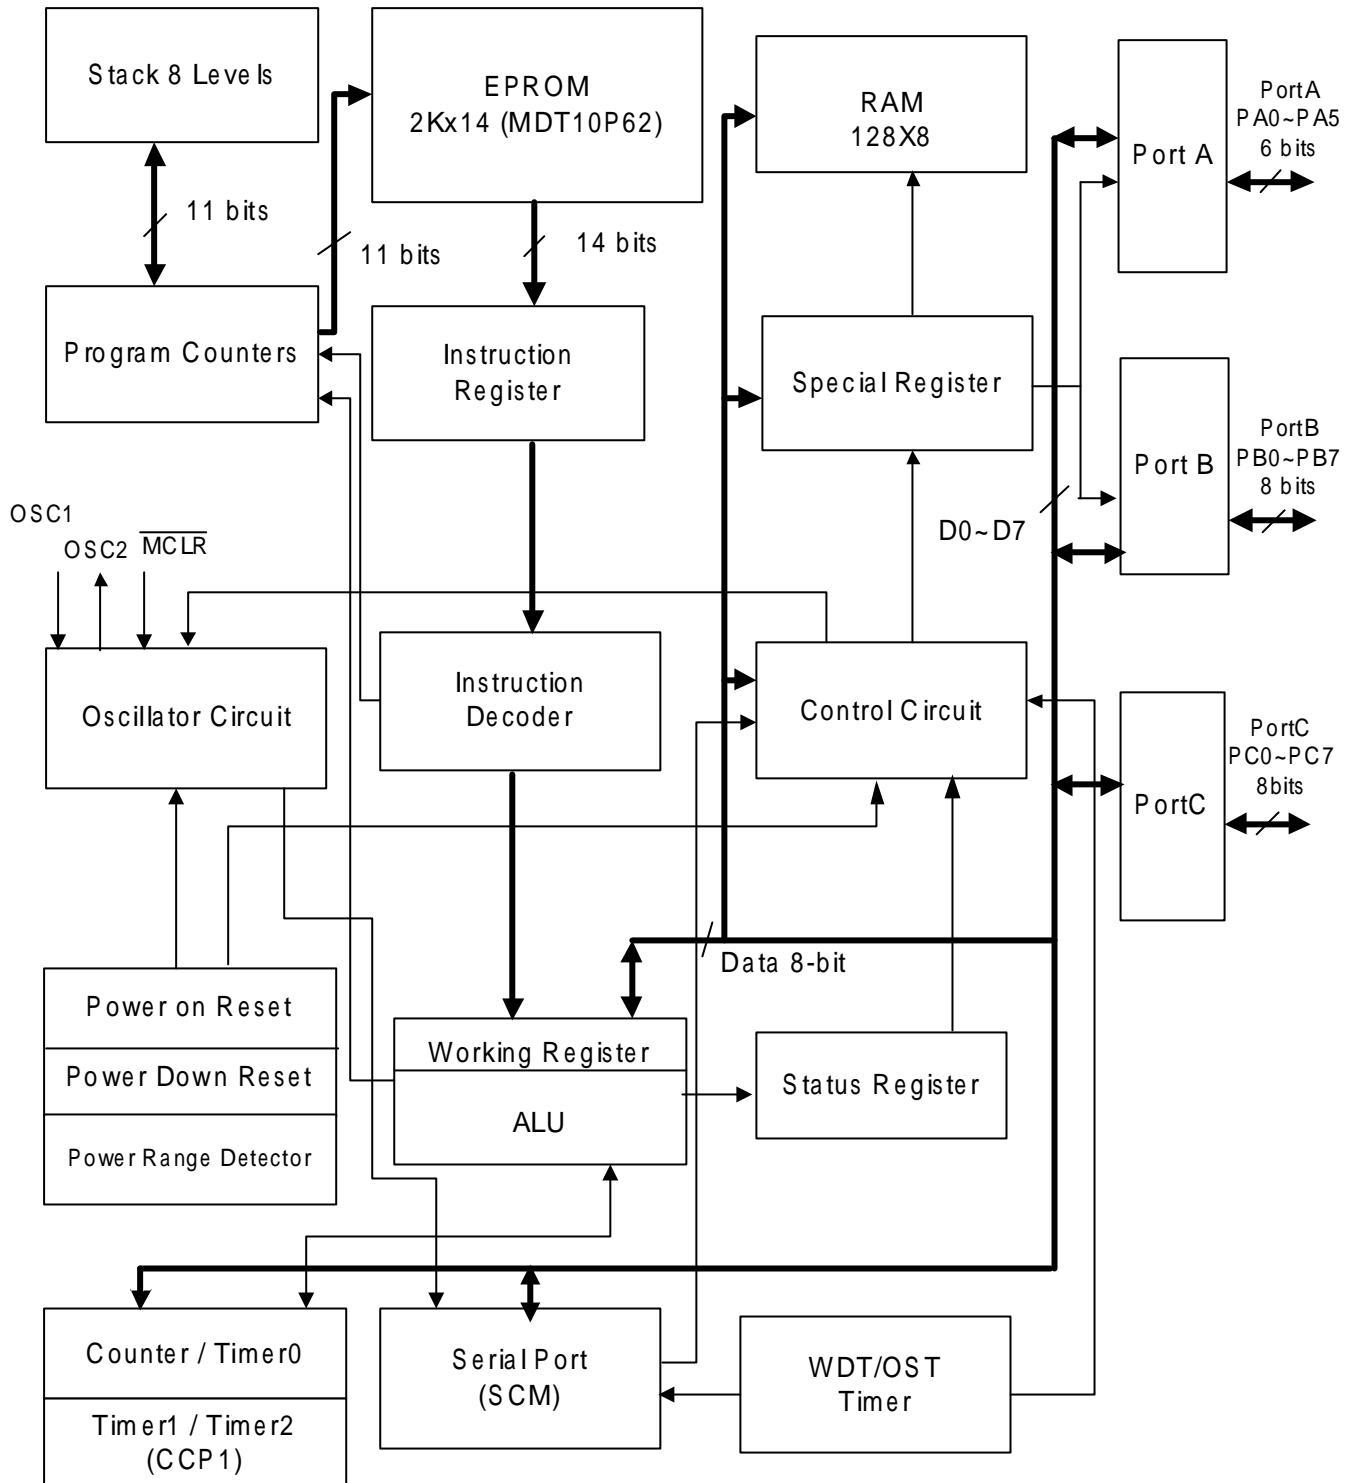 Stack 8 Levels
EPROM
2Kx14 (MDT10P62)
RAM
128X8
Port A
PortA
PA0~PA5
6 bits
11 bits
11 bits
14 bits
Program Counters
Instruction
Register
Special Register
Port B
PortB
PB0~PB7
8 bits
D0~D7
OSC1
OSC2
MCLR
Oscillator Circuit
Instruction
Decoder
Control Circuit
PortC
PortC
PC0~PC7
8bits
Data 8-bit
Power on Reset
Power Down Reset
Power Range Detector
Working Register
ALU
Status Register
Counter / Timer0
Timer1 / Timer2
(CCP1)
Serial Port
(SCM)
WDT/OST
Timer